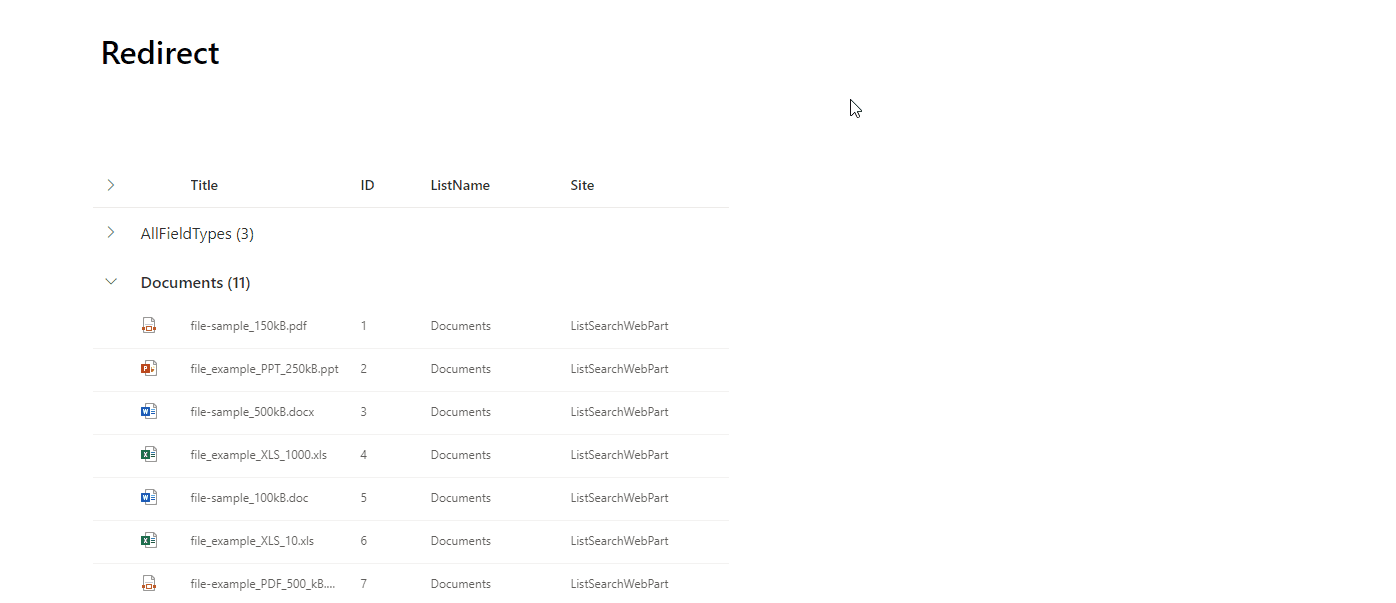 Redirect
Title ID ListName Site
AllFieldTypes (3)
Documents (11)
file-sample_150kB.pdf 1 Documents ListSearchWebPart
file_example_PPT_250kB.ppt 2 Documents ListSearchWebPart
file-sample_500kB.docx 3 Documents ListSearchWebPart
file_example_XLS_1000.xls 4 Documents ListSearchWebPart
file-sample_100kB.doc 5 Documents ListSearchWebPart
file_example_XLS_10.xls 6 Documents ListSearchWebPart
file-example_PDF_500_kB.... 7 Documents ListSearchWebPart